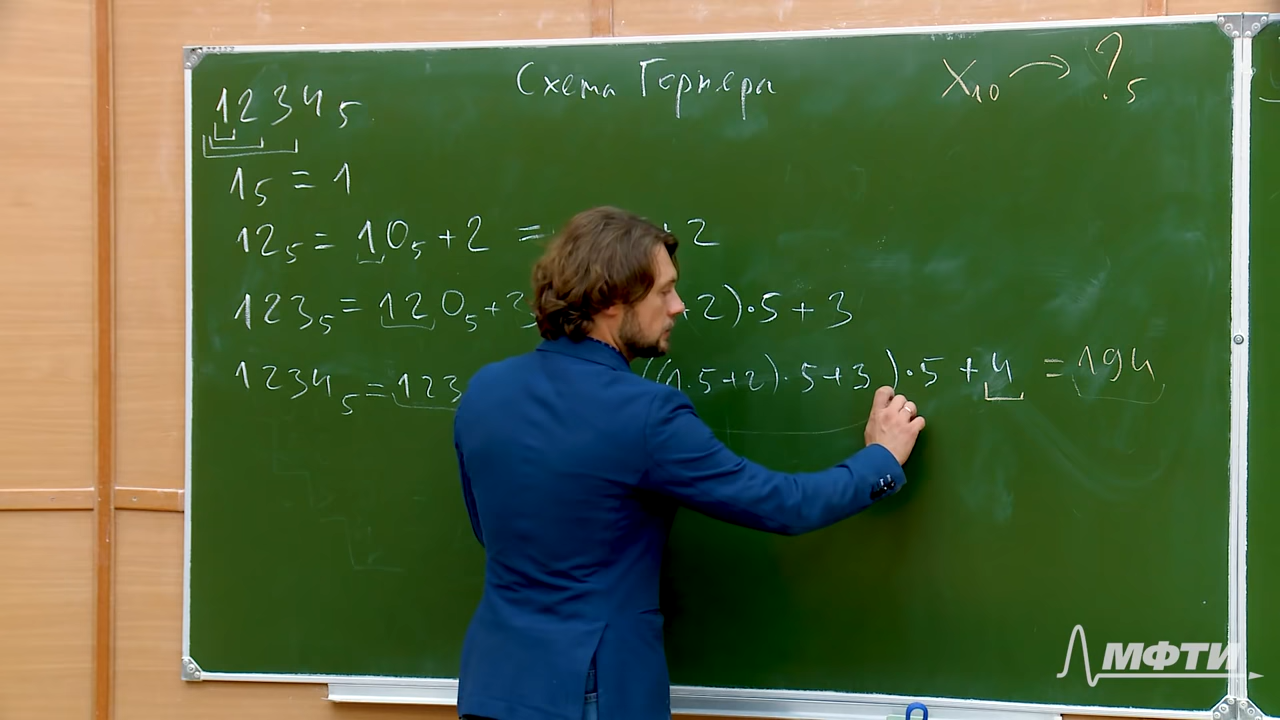 Схема Горнера
X₁₀ → ?₅
1234₅
1₅ = 1
12₅ = 10₅ + 2 = + 2
123₅ = 120₅ + 3 + 2)·5 + 3
1234₅ = 123 ((1·5+2)·5+3)·5 + 4 = 194
МФТИ